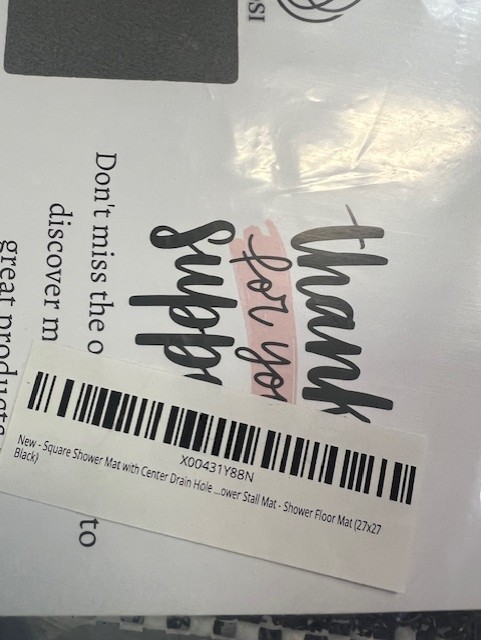 SI
thank
for yo
supp
Don't miss the o
discover m
great products
to
X00431Y88N
New - Square Shower Mat with Center Drain Hole ...ower Stall Mat - Shower Floor Mat (27x27
Black)